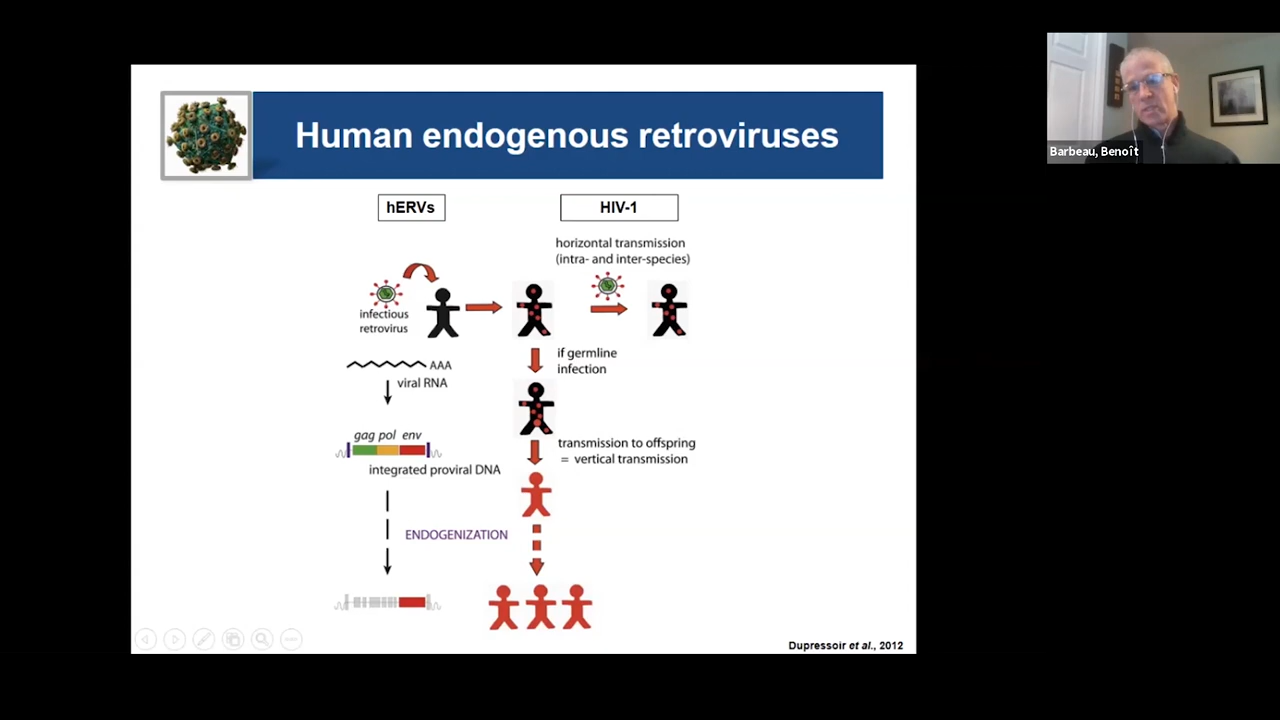 Human endogenous retroviruses
hERVs
HIV-1
horizontal transmission
(intra- and inter-species)
infectious
retrovirus
AAA
viral RNA
if germline
infection
gag pol env
integrated proviral DNA
transmission to offspring
= vertical transmission
ENDOGENIZATION
Dupressoir et al., 2012
Barbeau, Benoît